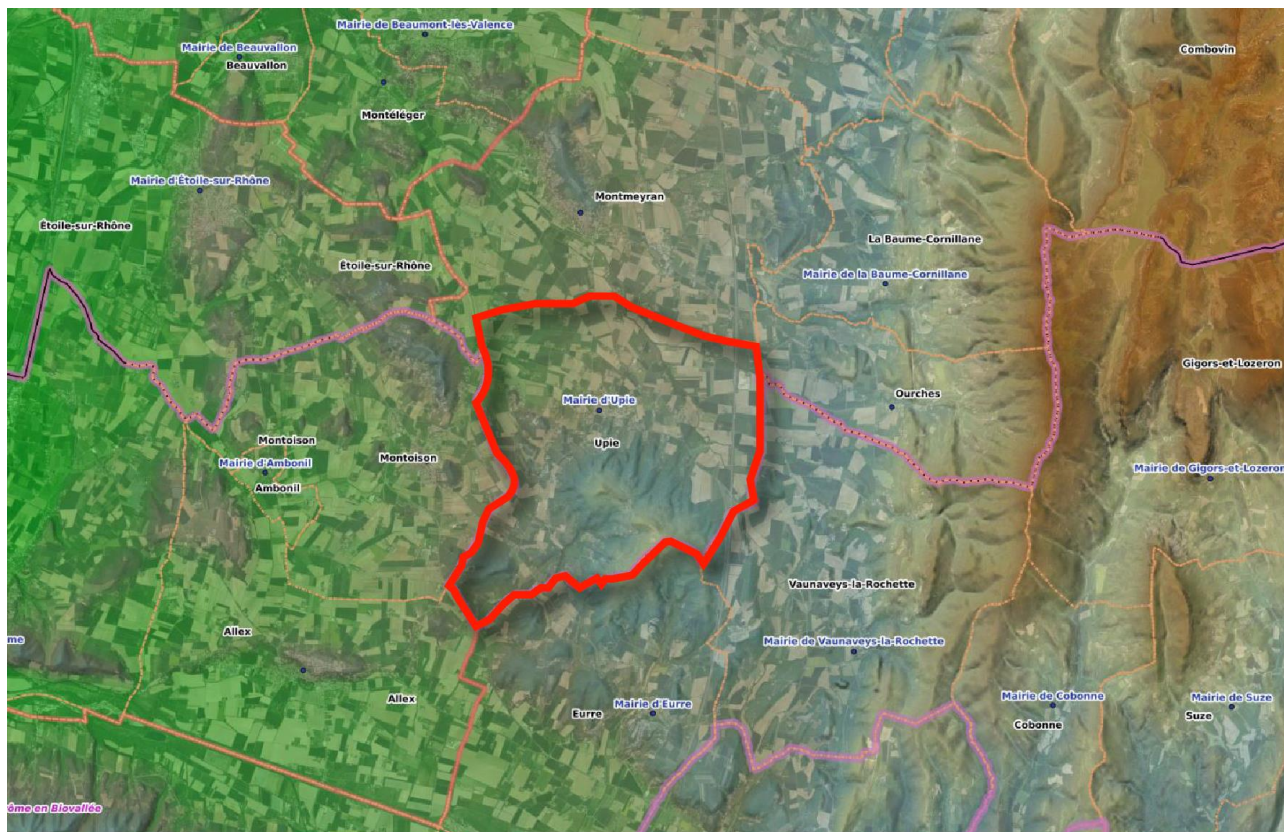 Mairie de Beaumont-lès-Valence
Mairie de Beauvallon
Beauvallon
Combovin
Montéléger
Mairie d'Étoile-sur-Rhône
Montmeyran
Étoile-sur-Rhône
La Baume-Cornillane
Étoile-sur-Rhône
Mairie de la Baume-Cornillane
Gigors-et-Lozeron
Ourches
Mairie d'Upie
Upie
Montoison
Montoison
Mairie d'Ambonil
Mairie de Gigors-et-Lozeron
Ambonil
Vaunaveys-la-Rochette
Allex
ôme
Mairie de Vaunaveys-la-Rochette
Allex
Mairie de Cobonne
Mairie de Suze
Mairie d'Eurre
Eurre
Suze
Cobonne
ôme en Biovallée